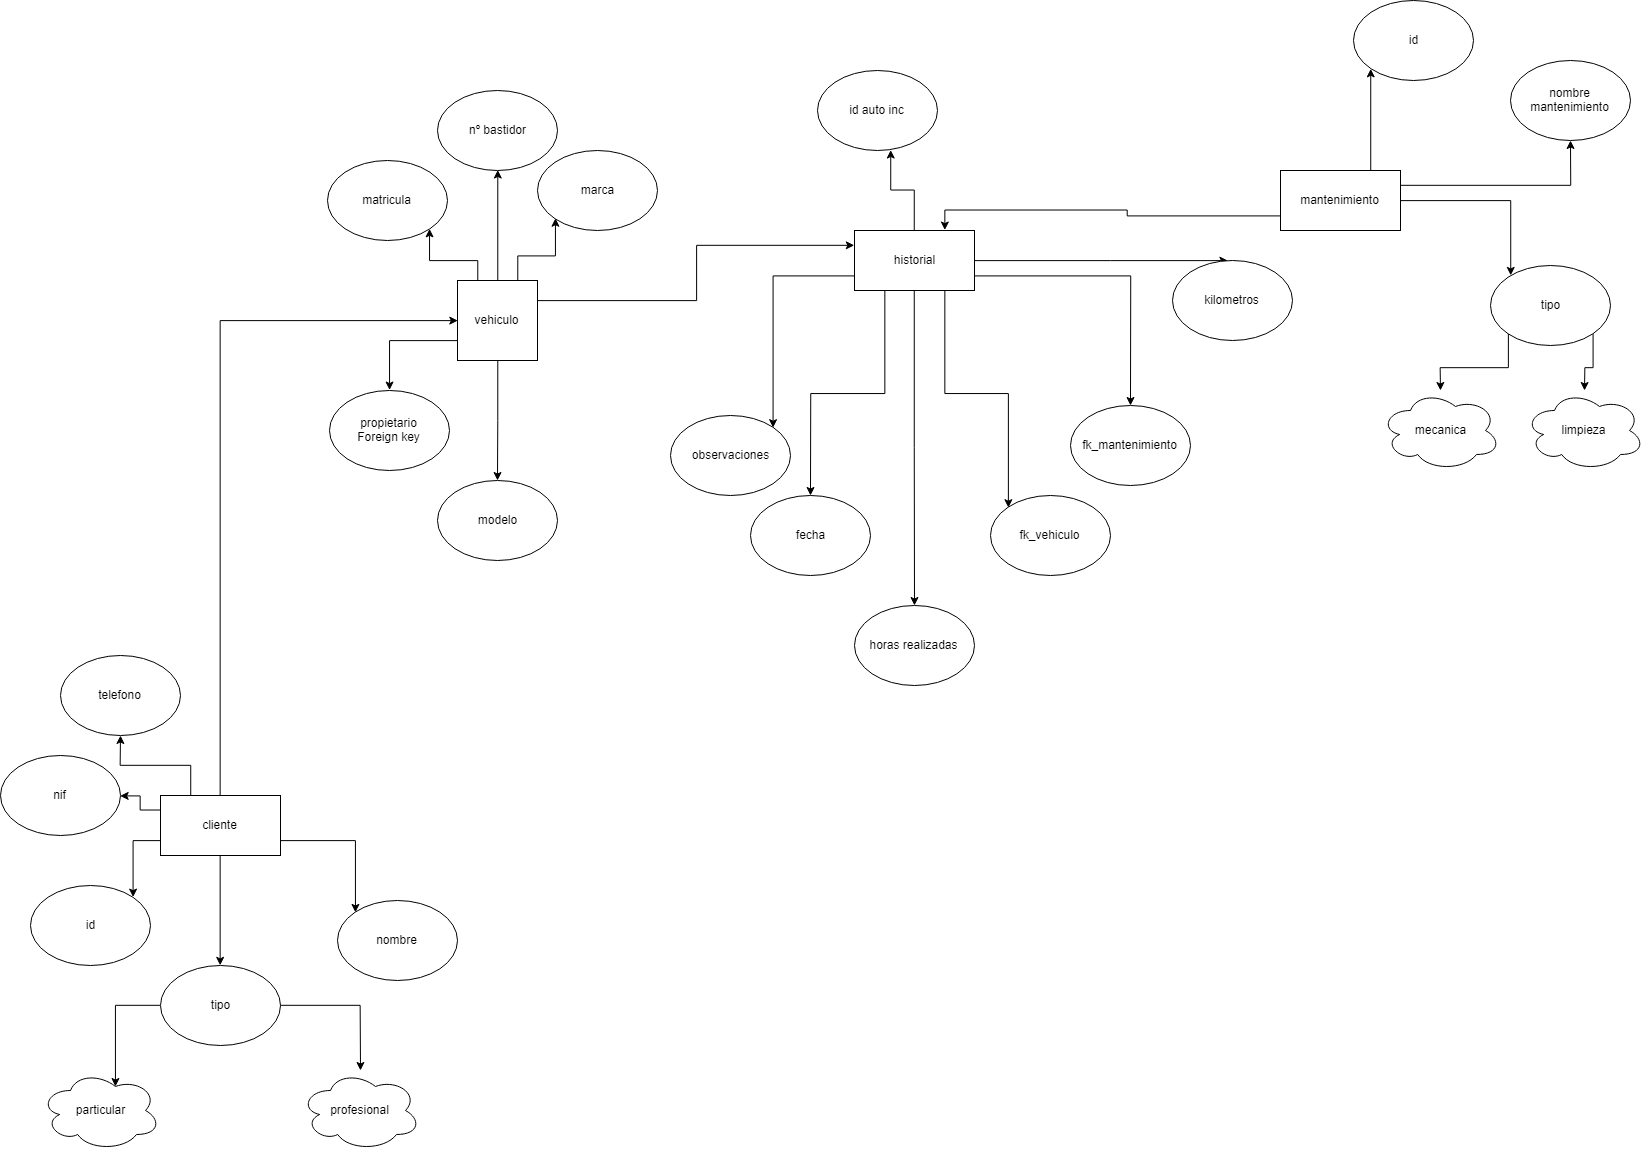 id
nombre
mantenimiento
id auto inc
nº bastidor
marca
matricula
mantenimiento
historial
kilometros
tipo
vehiculo
propietario
Foreign key
mecanica
limpieza
fk_mantenimiento
observaciones
modelo
fecha
fk_vehiculo
horas realizadas
telefono
nif
cliente
id
nombre
tipo
particular
profesional